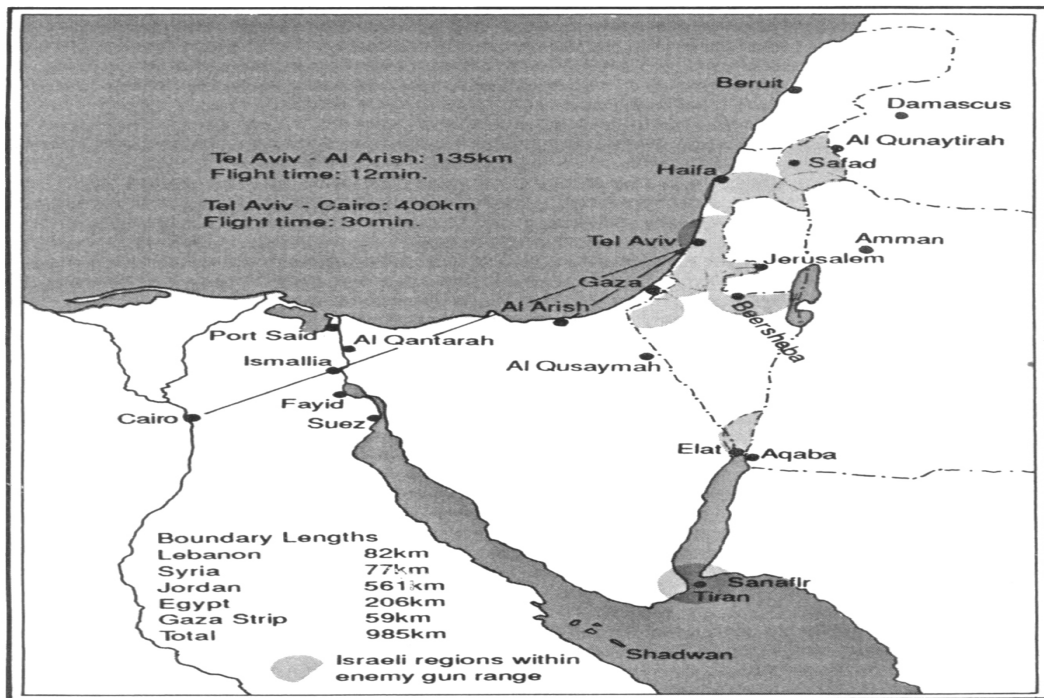 Beruit
Damascus
Al Qunaytirah
Safad
Tel Aviv - Al Arish: 135km
Flight time: 12min.
Haifa
Tel Aviv - Cairo: 400km
Flight time: 30min.
Tel Aviv
Amman
Jerusalem
Gaza
Al Arish
Beersheba
Port Said
Al Qantarah
Ismallia
Al Qusaymah
Fayid
Cairo
Suez
Elat
Aqaba
Boundary Lengths
Lebanon 82km
Syria 77km
Jordan 561km
Egypt 206km
Gaza Strip 59km
Total 985km
Sanafir
Tiran
Shadwan
Israeli regions within
enemy gun range